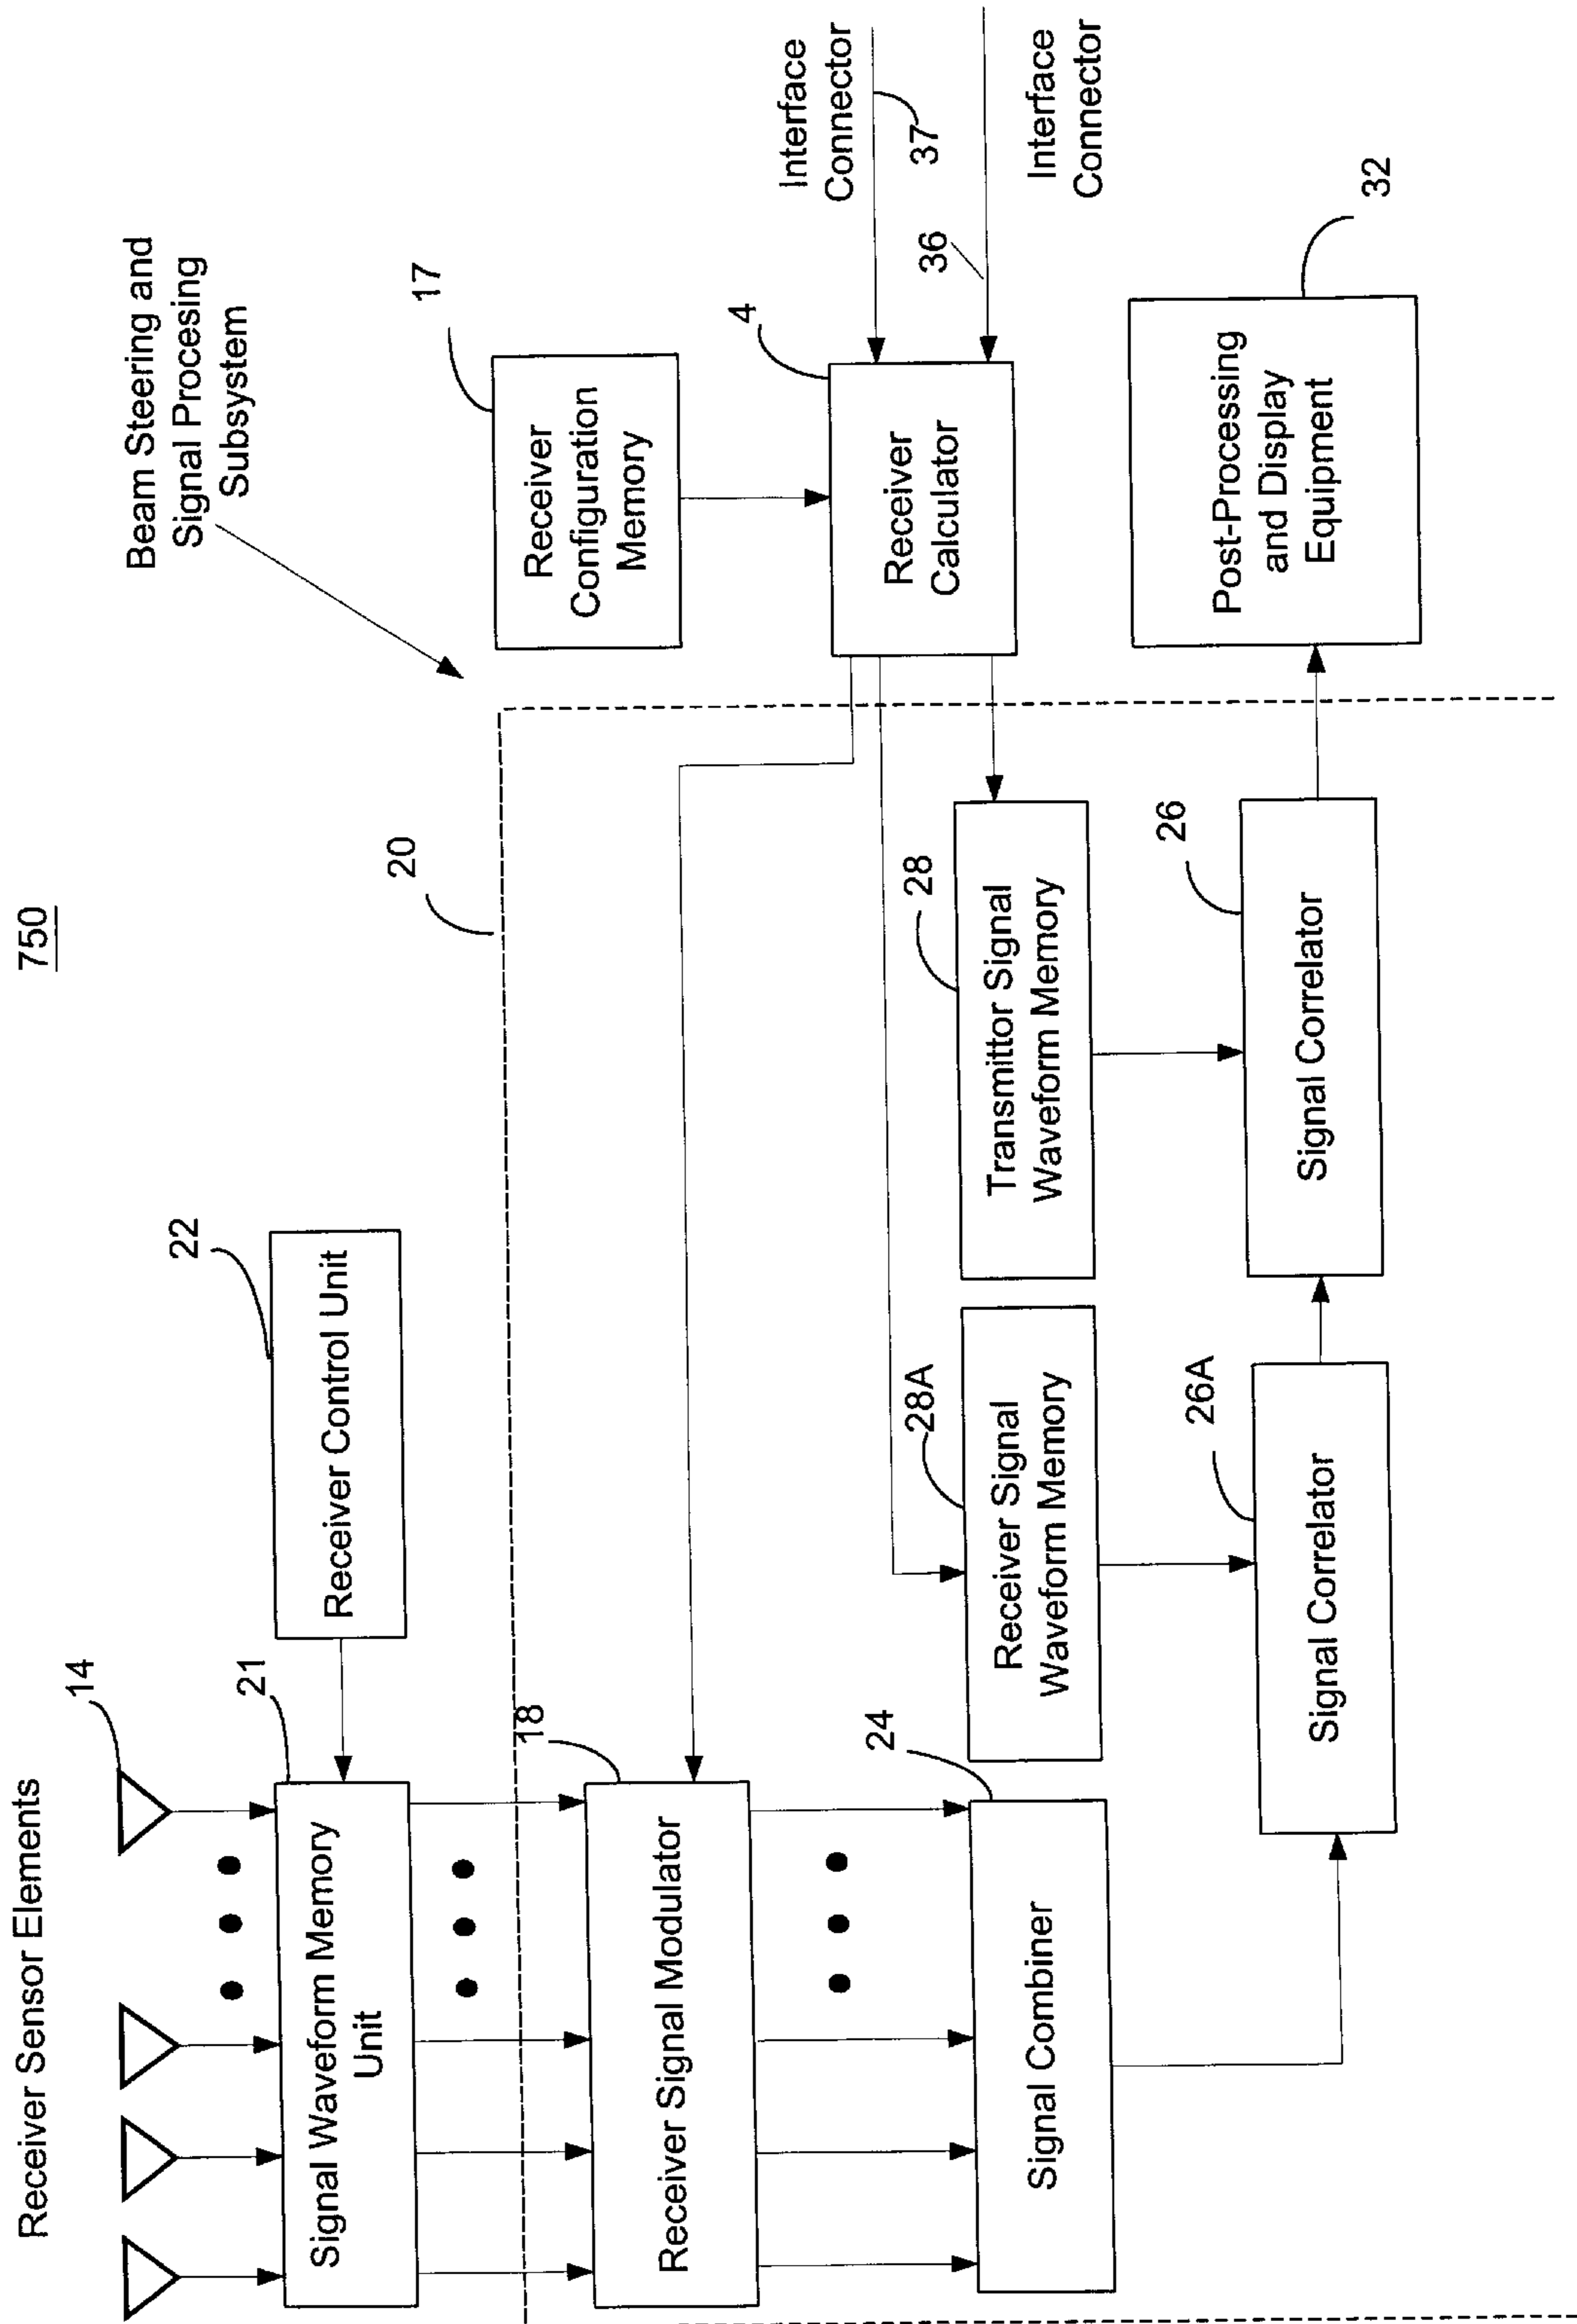 750
Receiver Sensor Elements
14
Beam Steering and
Signal Procesing
Subsystem
22
21
Signal Waveform Memory
Unit
Receiver Control Unit
20
17
Receiver
Configuration
Memory
18
Receiver Signal Modulator
4
Receiver
Calculator
Interface
Connector
37
36
Interface
Connector
24
Signal Combiner
28A
Receiver Signal
Waveform Memory
28
Transmittor Signal
Waveform Memory
26A
Signal Correlator
26
Signal Correlator
32
Post-Processing
and Display
Equipment